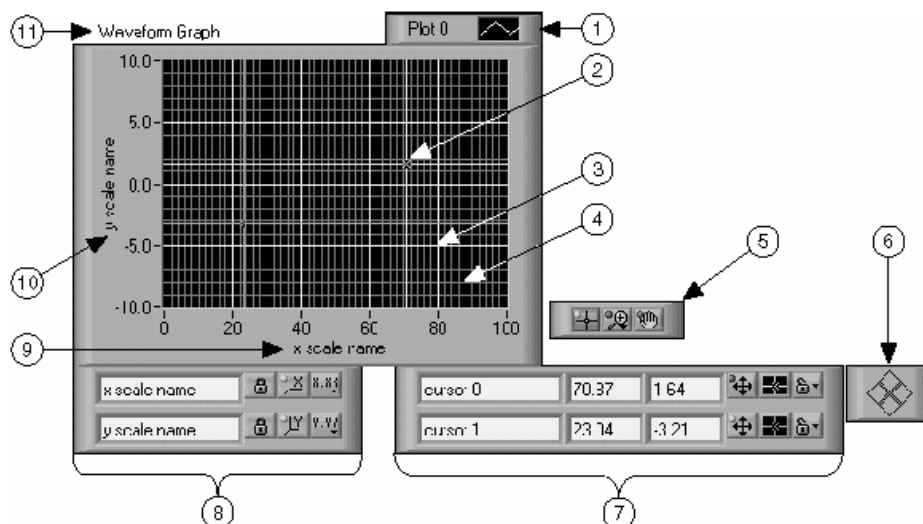 11 Waveform Graph
Plot 0
1
10.0
2
5.0
y scale name
0.0
3
-5.0
4
10
-10.0
5
6
0 20 40 60 80 100
9
x scale name
x scale name X X.XX
cursor 0 70.37 1.64
y scale name Y Y.YY
cursor 1 23.04 -3.21
8
7